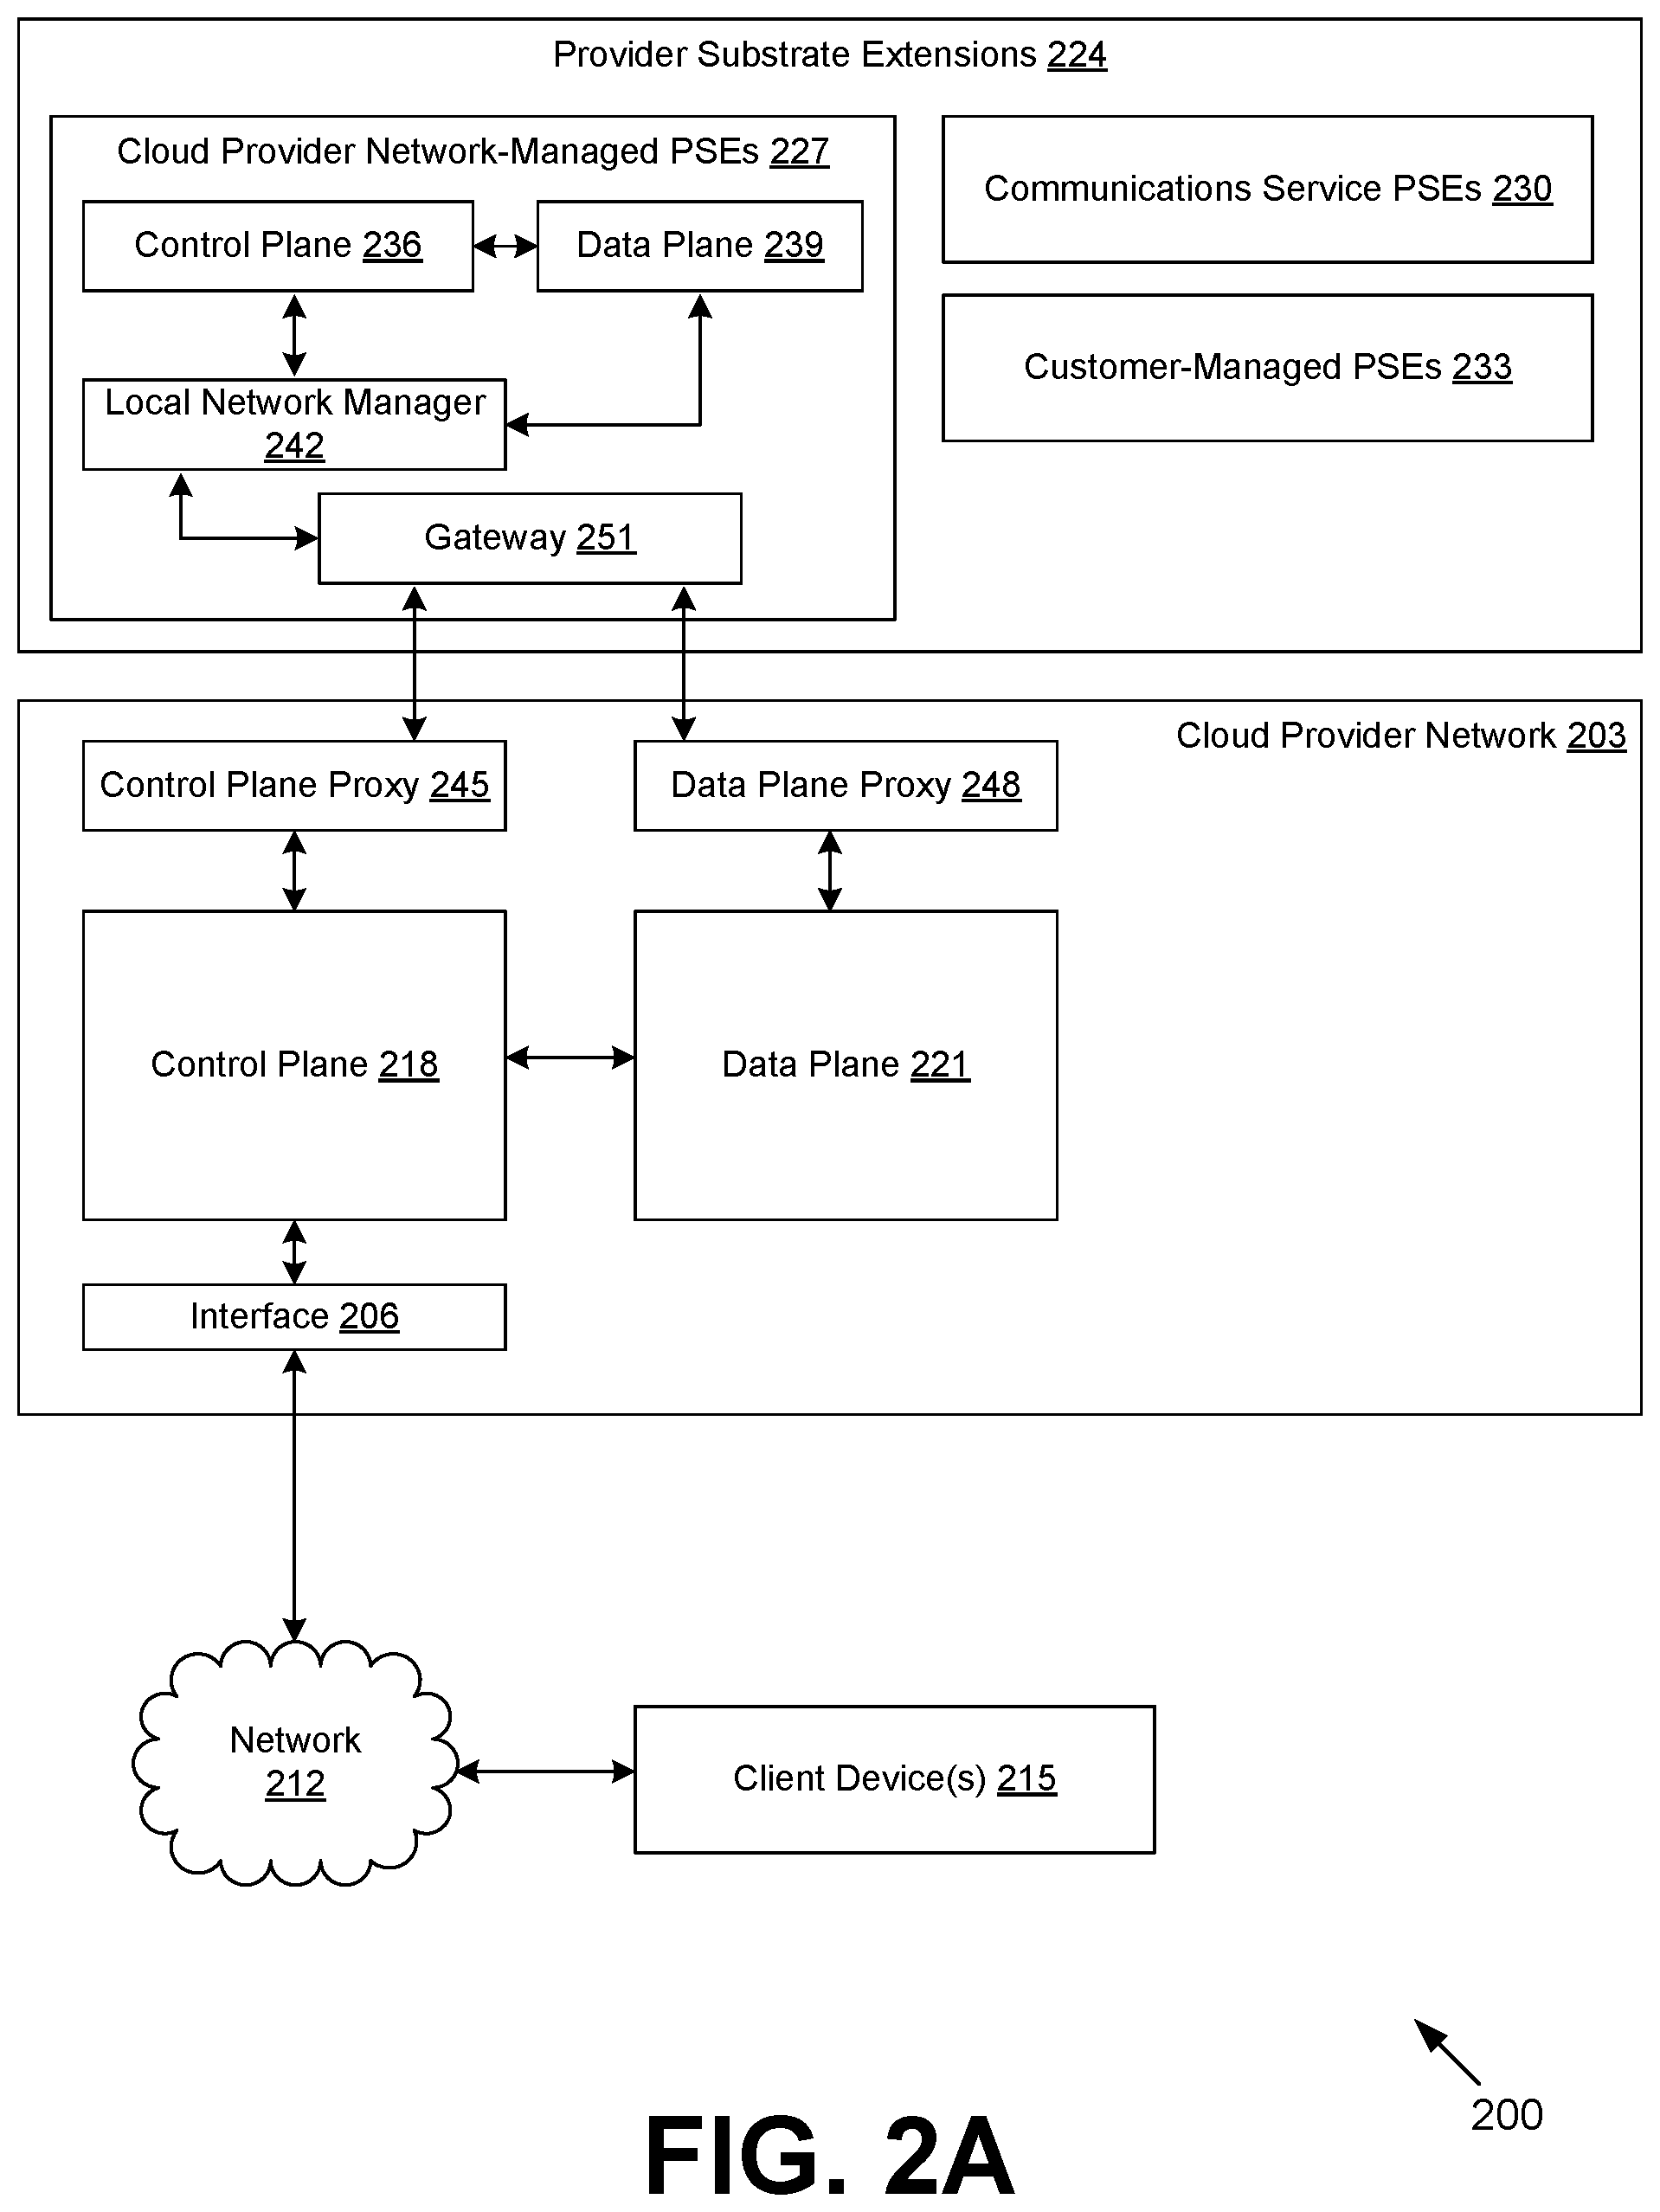 Provider Substrate Extensions 224
Cloud Provider Network-Managed PSEs 227
Control Plane 236
Data Plane 239
Local Network Manager
242
Gateway 251
Communications Service PSEs 230
Customer-Managed PSEs 233
Cloud Provider Network 203
Control Plane Proxy 245
Data Plane Proxy 248
Control Plane 218
Data Plane 221
Interface 206
Network
212
Client Device(s) 215
200
FIG. 2A